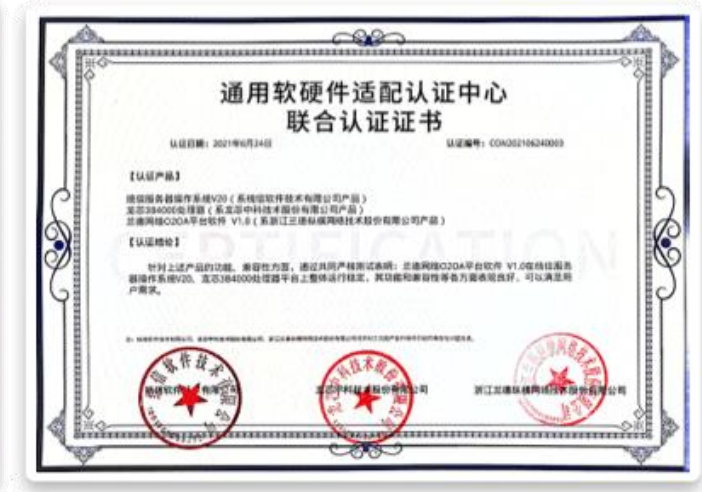 通用软硬件适配认证中心
联合认证证书
认证日期：2021年6月24日
认证编号：COA0202106240003
【认证产品】
统信服务器操作系统V20（系统信软件技术有限公司产品）
龙芯3B4000处理器（系龙芯中科技术股份有限公司产品）
兰德网络O2OA平台软件 V1.0（系浙江兰德纵横网络技术股份有限公司产品）
【认证结论】
针对上述产品的功能、兼容性方面，通过共同严格测试表明：兰德网络O2OA平台软件 V1.0在统信服务
器操作系统V20、龙芯3B4000处理器平台上整体运行稳定，其功能和兼容性等各方面表现良好，可以满足用
户需求。
CERTIFICATION
统信软件技术有限公司
龙芯中科技术股份有限公司
浙江兰德纵横网络技术股份有限公司